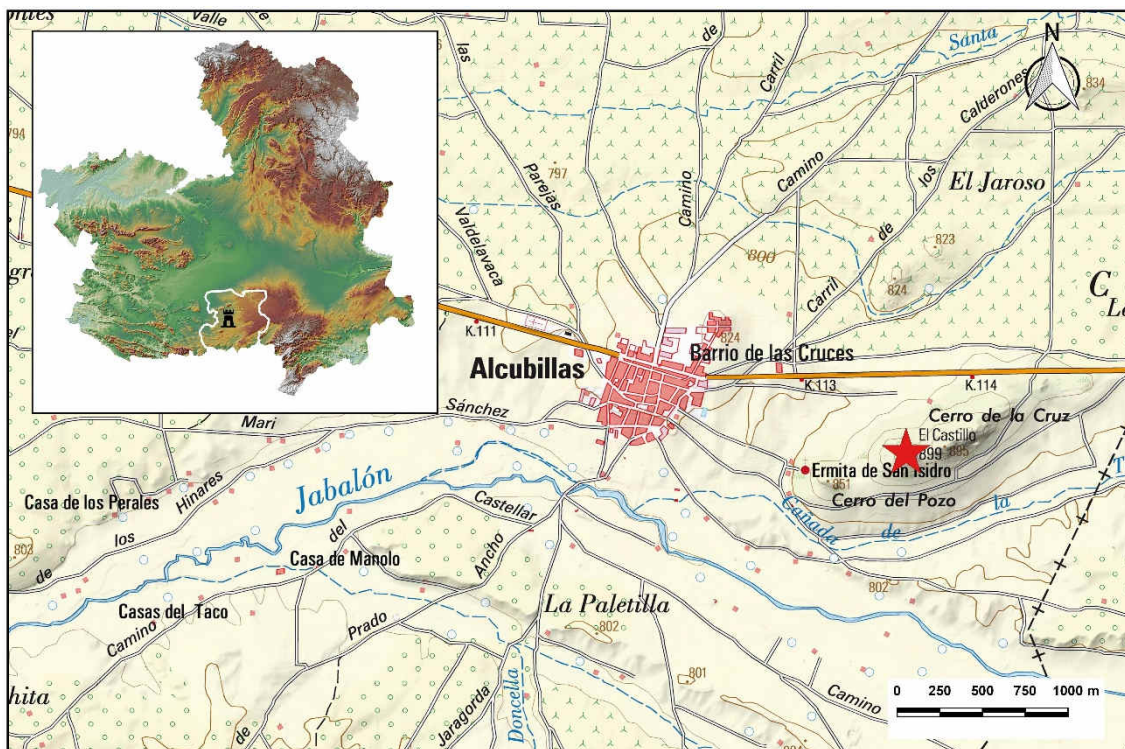 Valle
de
las
Parejas
Valdelavaca
794
797
de
Camino
Carril
Santa
N
Calderones
834
los
de
Carril
Camino
El Jaroso
823
824
800
C
K.111
824
Barrio de las Cruces
Alcubillas
K.113
K.114
Cerro de la Cruz
El Castillo
899
885
Ermita de San Isidro
851
Cerro del Pozo
Mari
Sánchez
Jabalón
Casa de los Perales
Hinares
los
de
803
Castellar
del
Casa de Manolo
Ancho
Casas del Taco
Camino
Prado
Cañada
de
la
802
La Paletilla
802
801
Doncella
Jaragorda
de
Camino
hita
0 250 500 750 1000 m